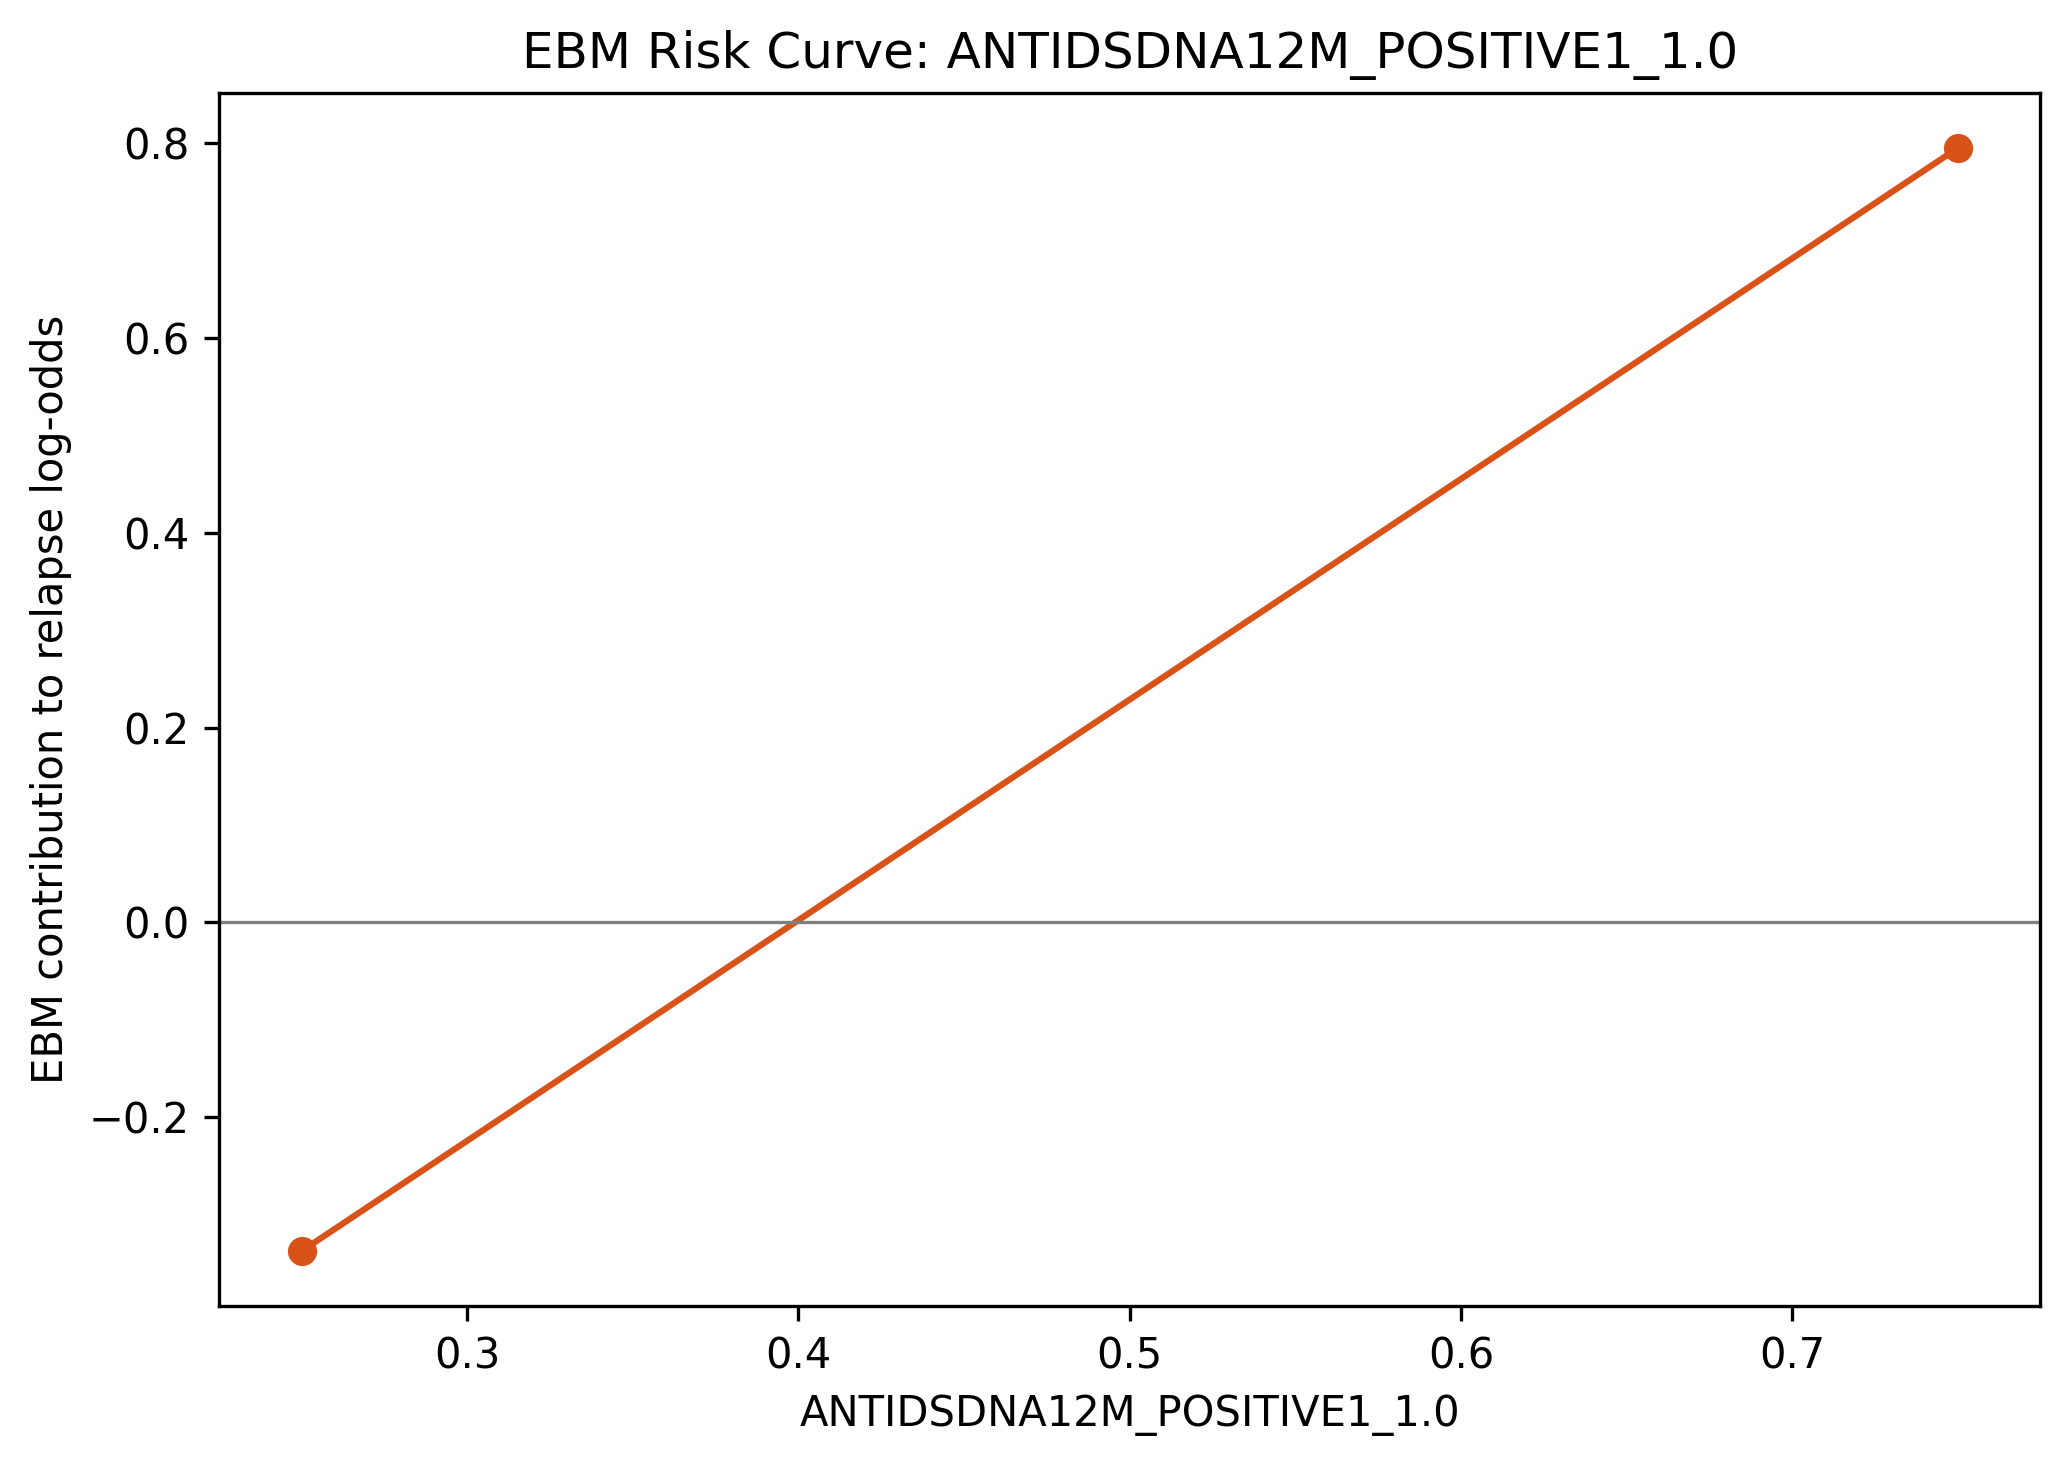 EBM Risk Curve: ANTIDSDNA12M_POSITIVE1_1.0
EBM contribution to relapse log-odds
0.8
0.6
0.4
0.2
0.0
−0.2
0.3 0.4 0.5 0.6 0.7
ANTIDSDNA12M_POSITIVE1_1.0